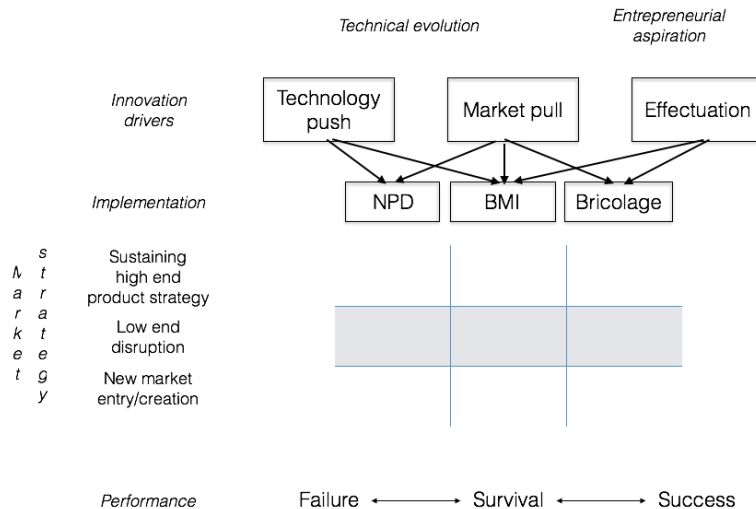 Technical evolution
Entrepreneurial
aspiration
Innovation
drivers
Technology
push
Market pull
Effectuation
Implementation
NPD
BMI
Bricolage
Market
strategy
Sustaining
high end
product strategy
Low end
disruption
New market
entry/creation
Performance
Failure
Survival
Success